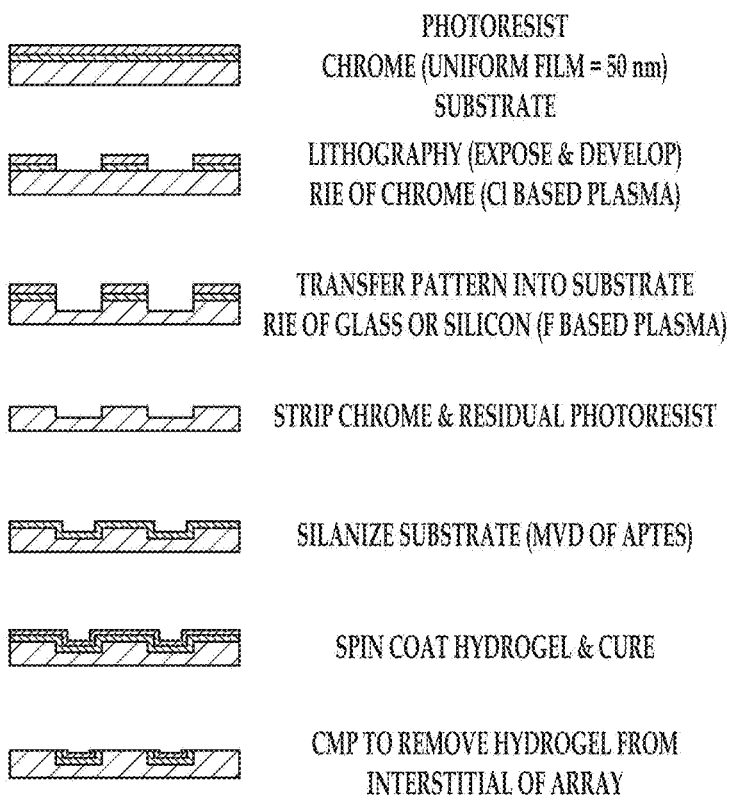 PHOTORESIST
CHROME (UNIFORM FILM = 50 nm)
SUBSTRATE
LITHOGRAPHY (EXPOSE & DEVELOP)
RIE OF CHROME (Cl BASED PLASMA)
TRANSFER PATTERN INTO SUBSTRATE
RIE OF GLASS OR SILICON (F BASED PLASMA)
STRIP CHROME & RESIDUAL PHOTORESIST
SILANIZE SUBSTRATE (MVD OF APTES)
SPIN COAT HYDROGEL & CURE
CMP TO REMOVE HYDROGEL FROM
INTERSTITIAL OF ARRAY